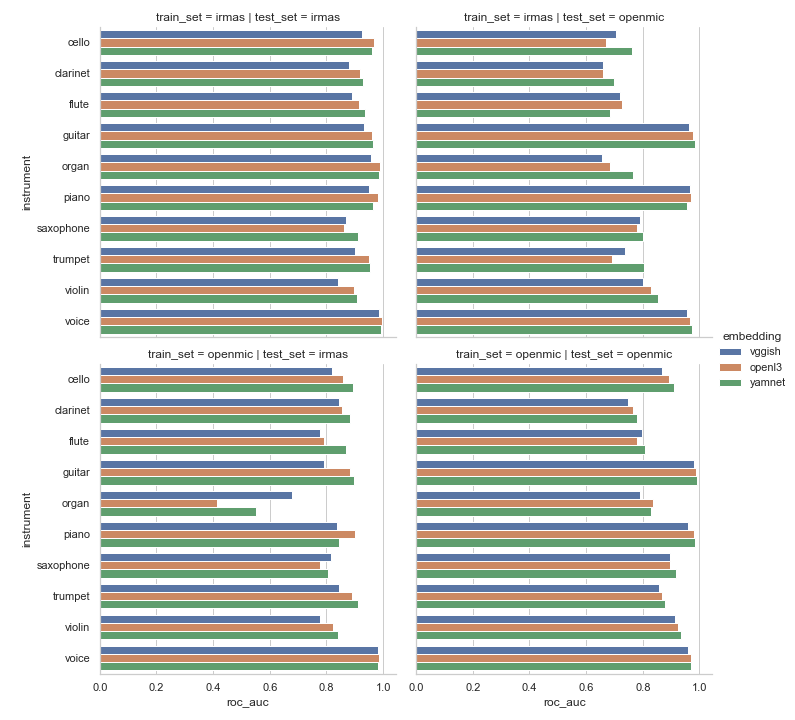 train_set = irmas | test_set = irmas
train_set = irmas | test_set = openmic
instrument
cello
clarinet
flute
guitar
organ
piano
saxophone
trumpet
violin
voice
embedding
vggish
openl3
yamnet
train_set = openmic | test_set = irmas
train_set = openmic | test_set = openmic
instrument
cello
clarinet
flute
guitar
organ
piano
saxophone
trumpet
violin
voice
0.0 0.2 0.4 0.6 0.8 1.0
roc_auc
0.0 0.2 0.4 0.6 0.8 1.0
roc_auc